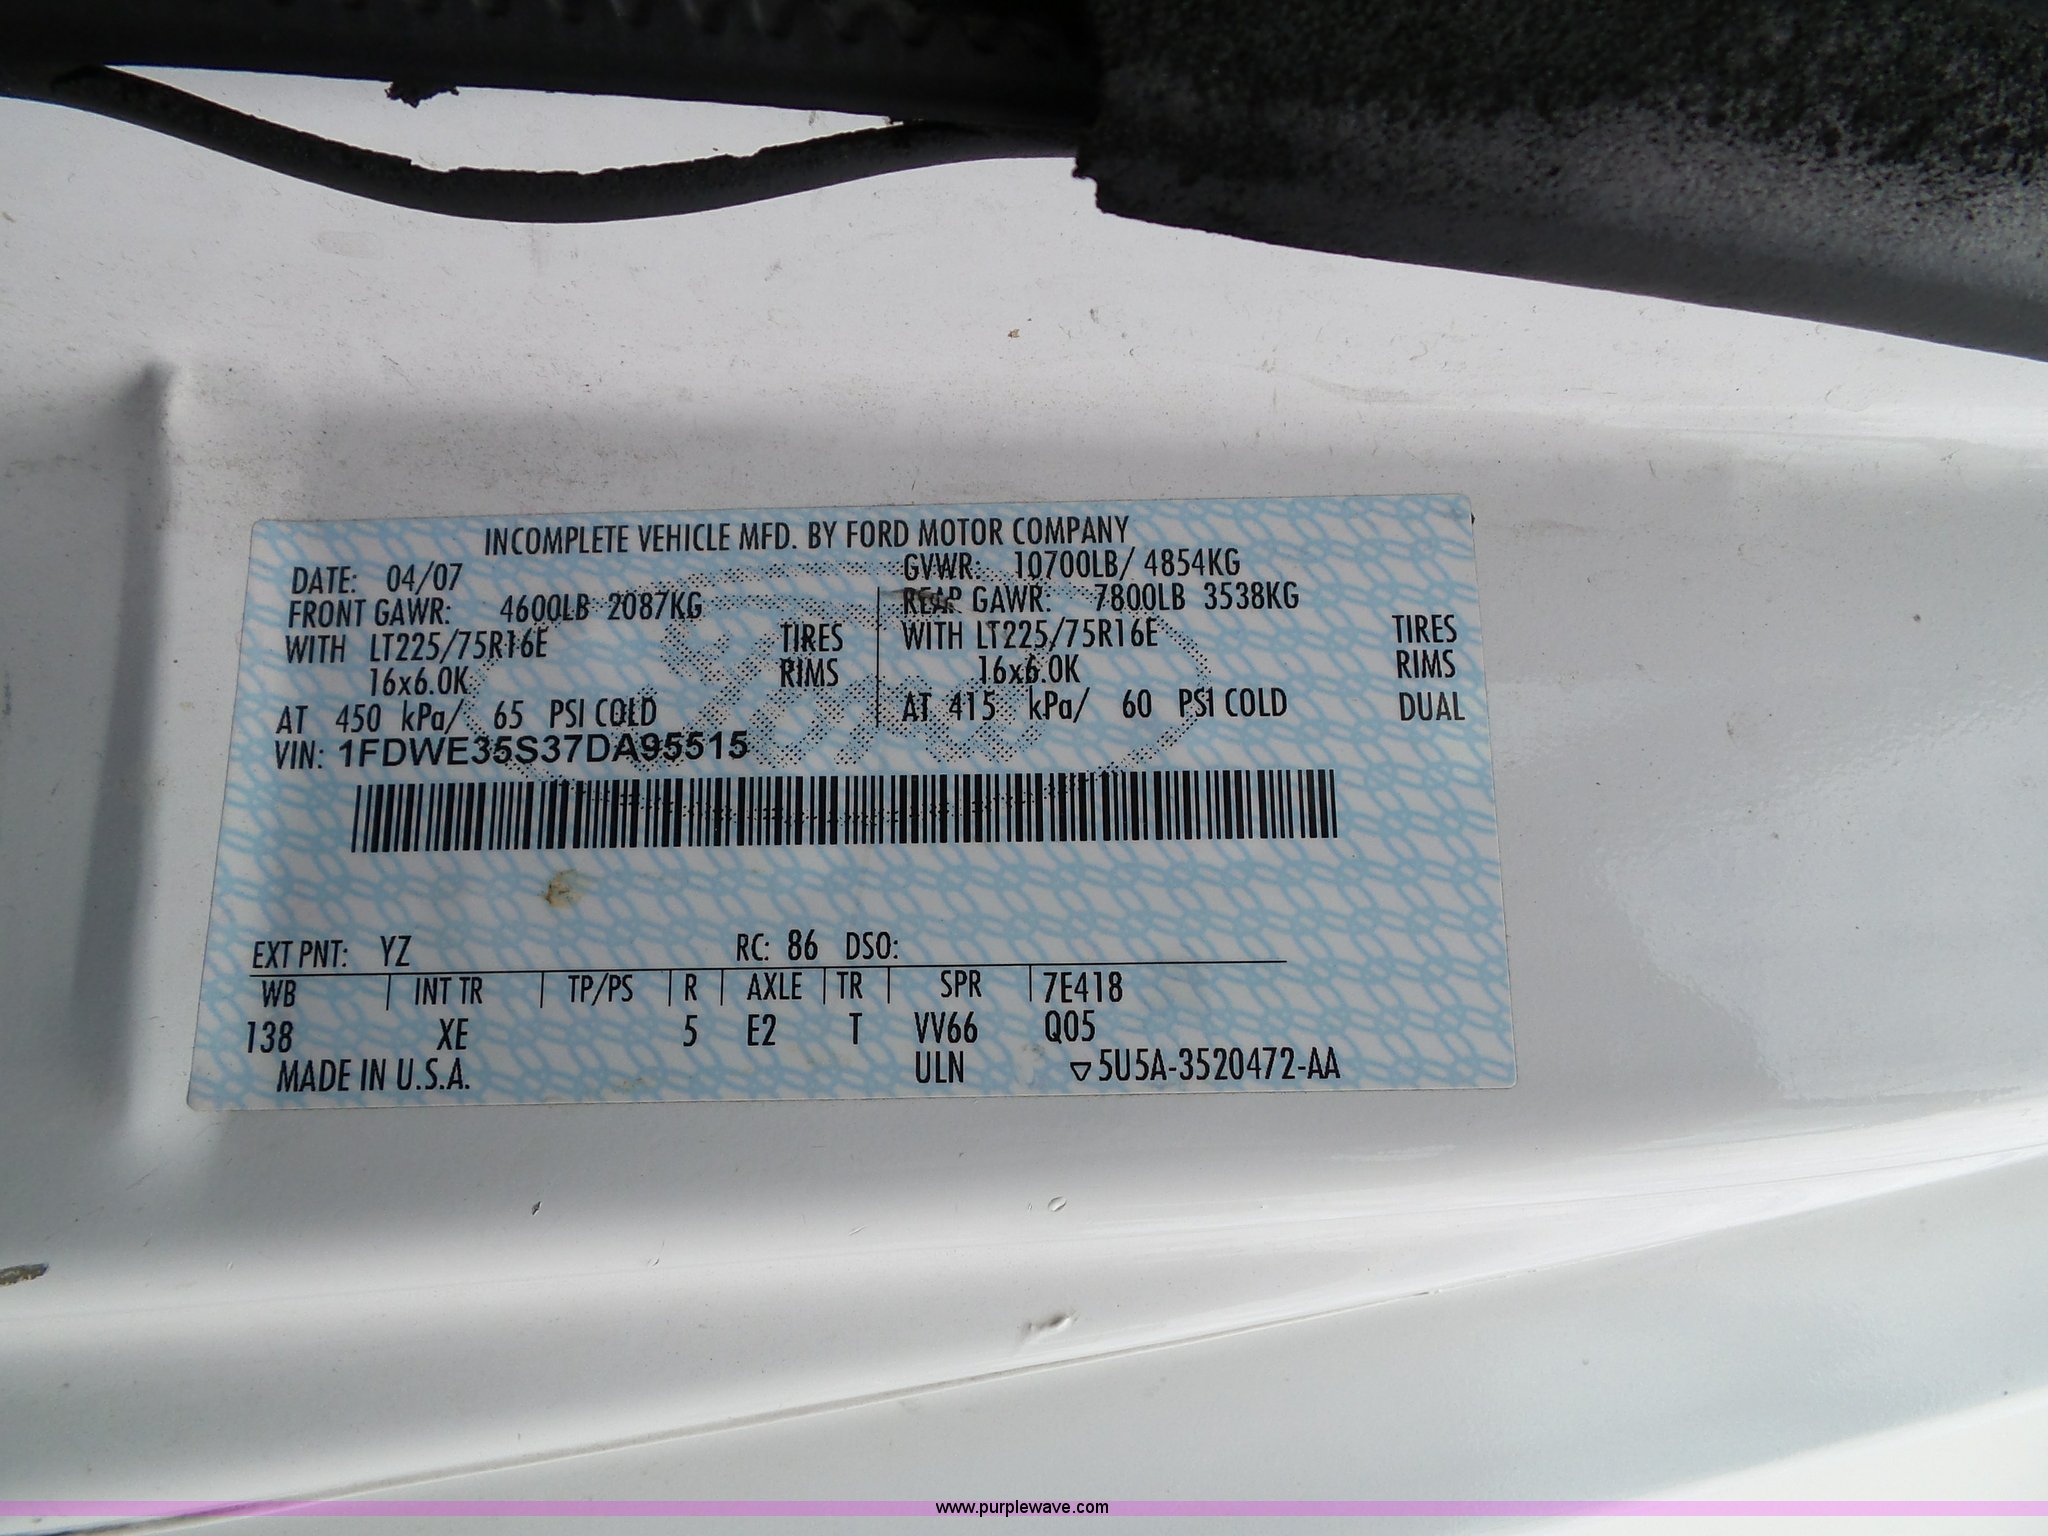 INCOMPLETE VEHICLE MFD. BY FORD MOTOR COMPANY
DATE: 04/07 GVWR: 10700LB/ 4854KG
FRONT GAWR: 4600LB 2087KG REAR GAWR: 7800LB 3538KG
WITH LT225/75R16E TIRES WITH LT225/75R16E TIRES
16x6.0K RIMS 16x6.0K RIMS
AT 450 kPa/ 65 PSI COLD AT 415 kPa/ 60 PSI COLD DUAL
VIN: 1FDWE35S37DA95515
EXT PNT: YZ RC: 86 DSO:
WB INT TR TP/PS R AXLE TR SPR 7E418
138 XE 5 E2 T VV66 Q05
MADE IN U.S.A. ULN ▽5U5A-3520472-AA
www.purplewave.com